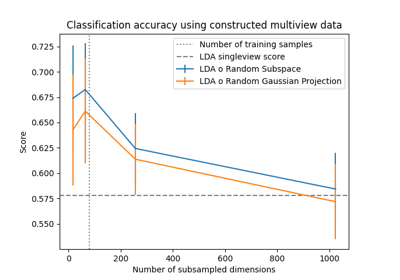 Classification accuracy using constructed multiview data
Number of training samples
LDA singleview score
LDA o Random Subspace
LDA o Random Gaussian Projection
Score
0.725
0.700
0.675
0.650
0.625
0.600
0.575
0.550
0
200
400
600
800
1000
Number of subsampled dimensions